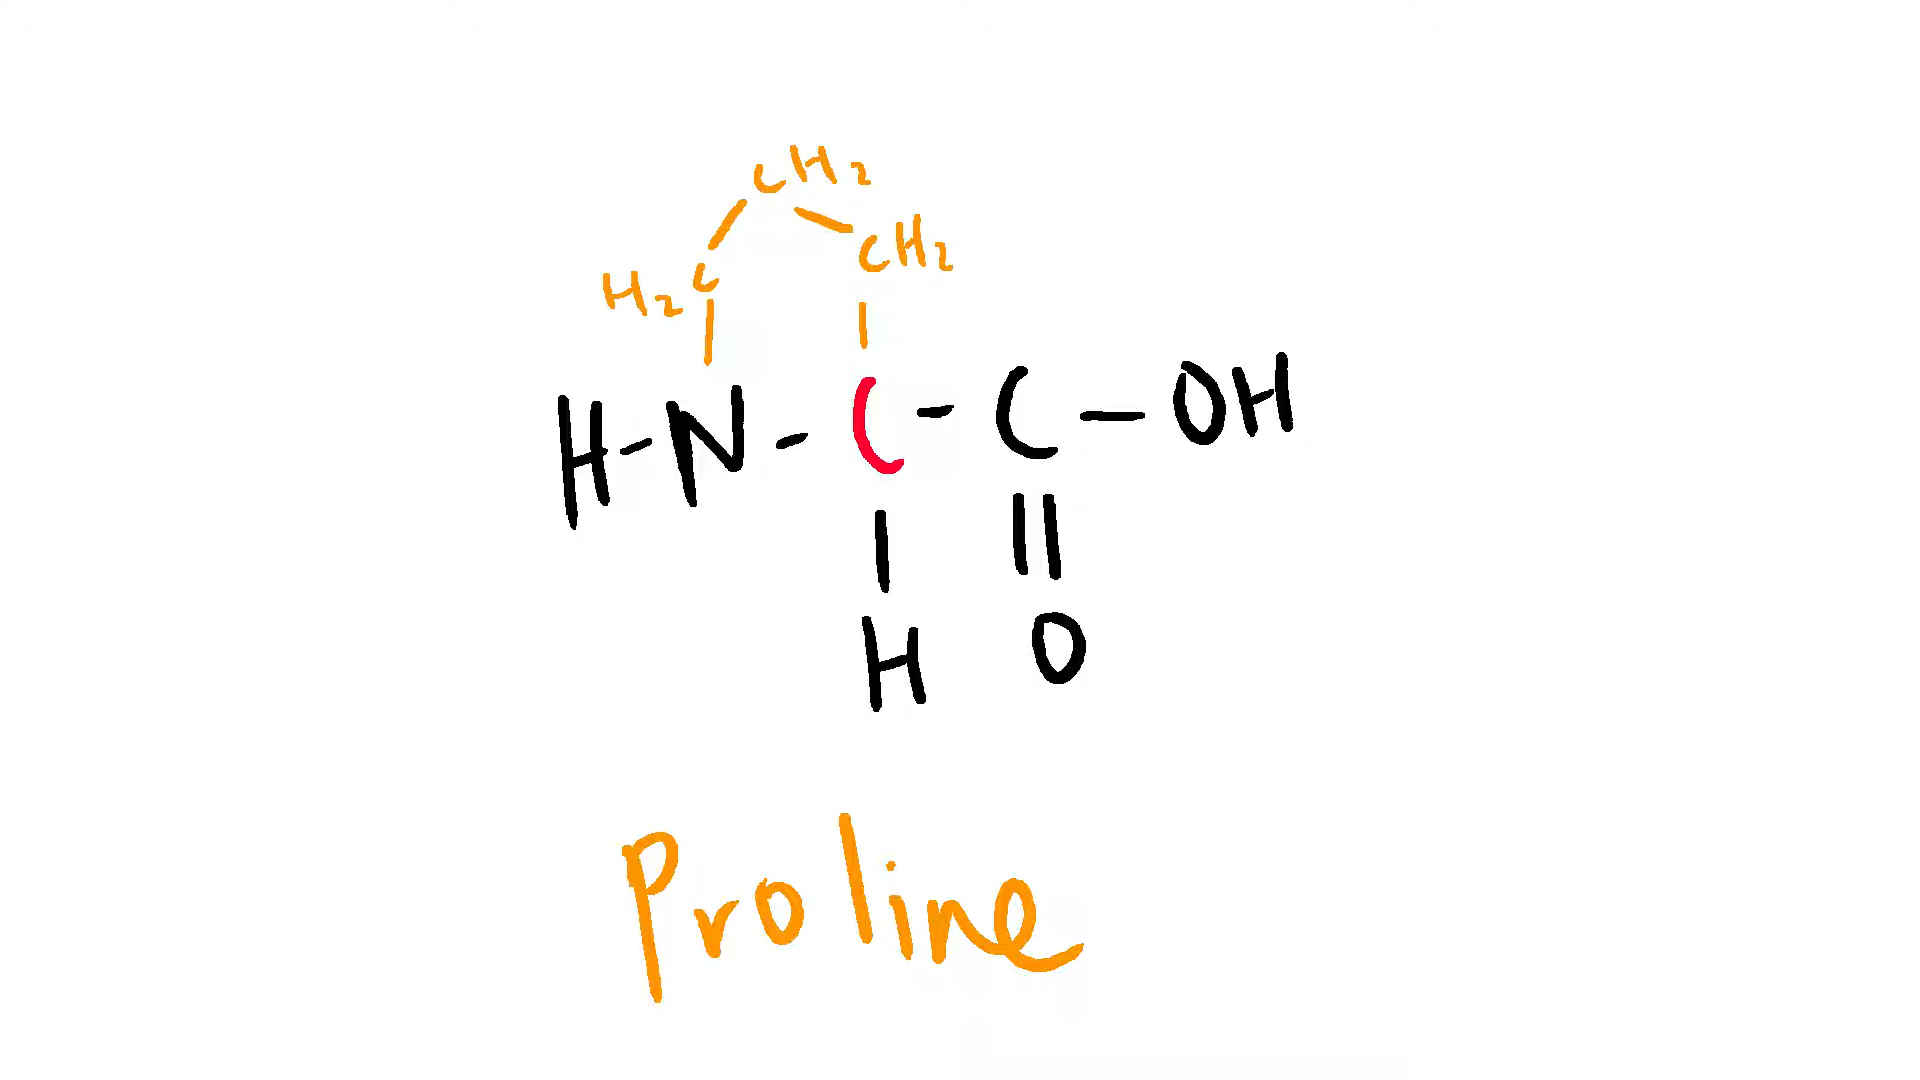 CH2
CH2
H2C
H-N-C-C-OH
H O
Proline